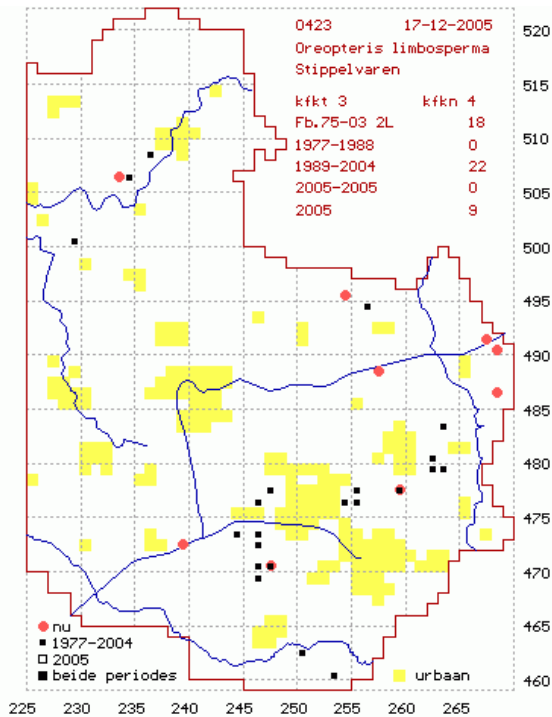 0423 17-12-2005
Oreopteris limbosperma
Stippelvaren
kfkt 3 kfkn 4
Fb.75-03 2L 18
1977-1988 0
1989-2004 22
2005-2005 0
2005 9
520
515
510
505
500
495
490
485
480
475
470
465
460
nu
1977-2004
2005
beide periodes
urbaan
225 230 235 240 245 250 255 260 265